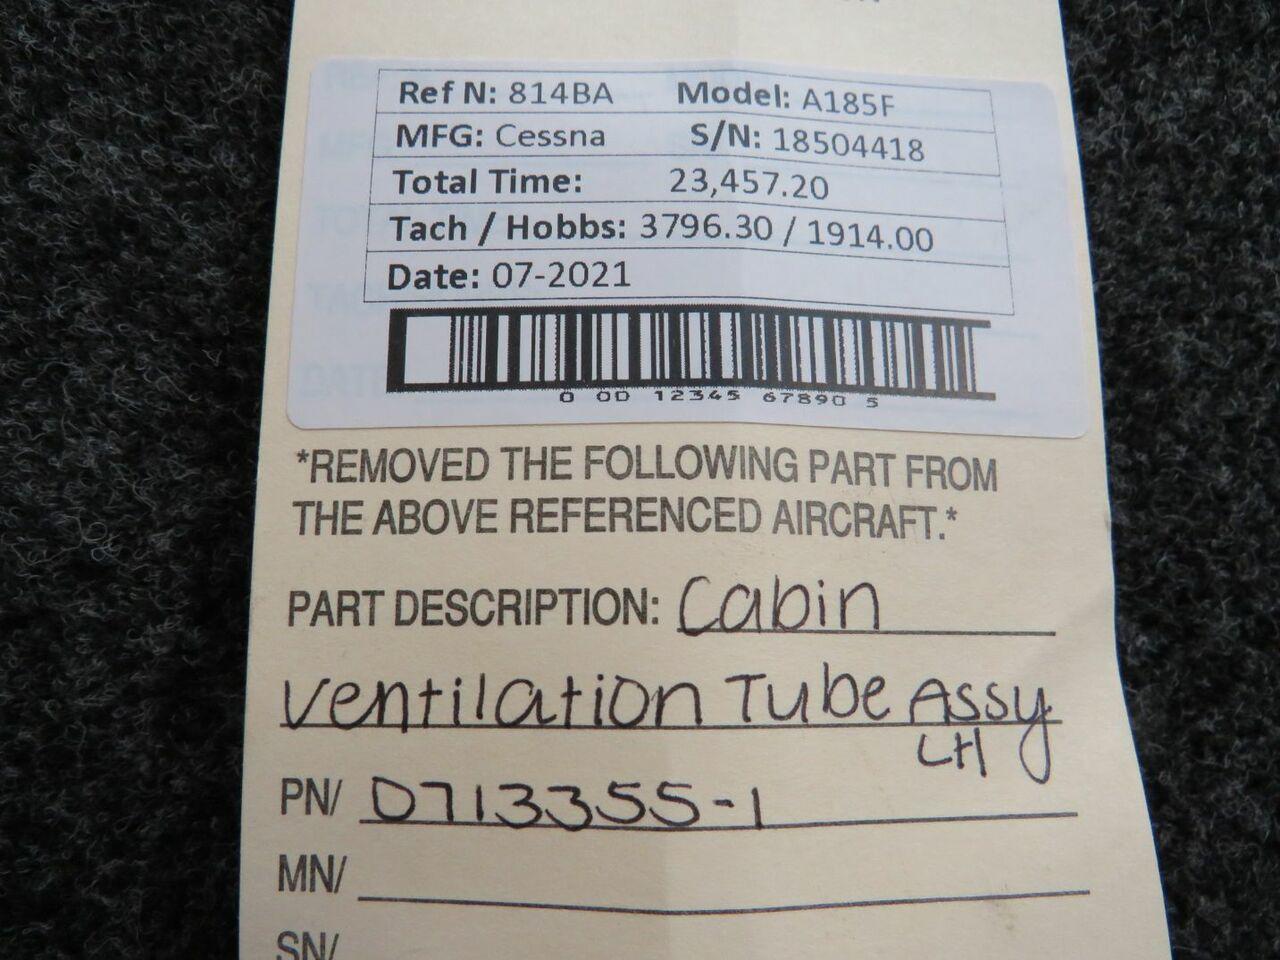 Ref N: 814BA Model: A185F
MFG: Cessna S/N: 18504418
Total Time: 23,457.20
Tach / Hobbs: 3796.30 / 1914.00
Date: 07-2021
0 00 12345 67890 5
*REMOVED THE FOLLOWING PART FROM
THE ABOVE REFERENCED AIRCRAFT.*
PART DESCRIPTION: Cabin
Ventilation Tube Assy
LH
PN/ 0713355-1
MN/
SN/